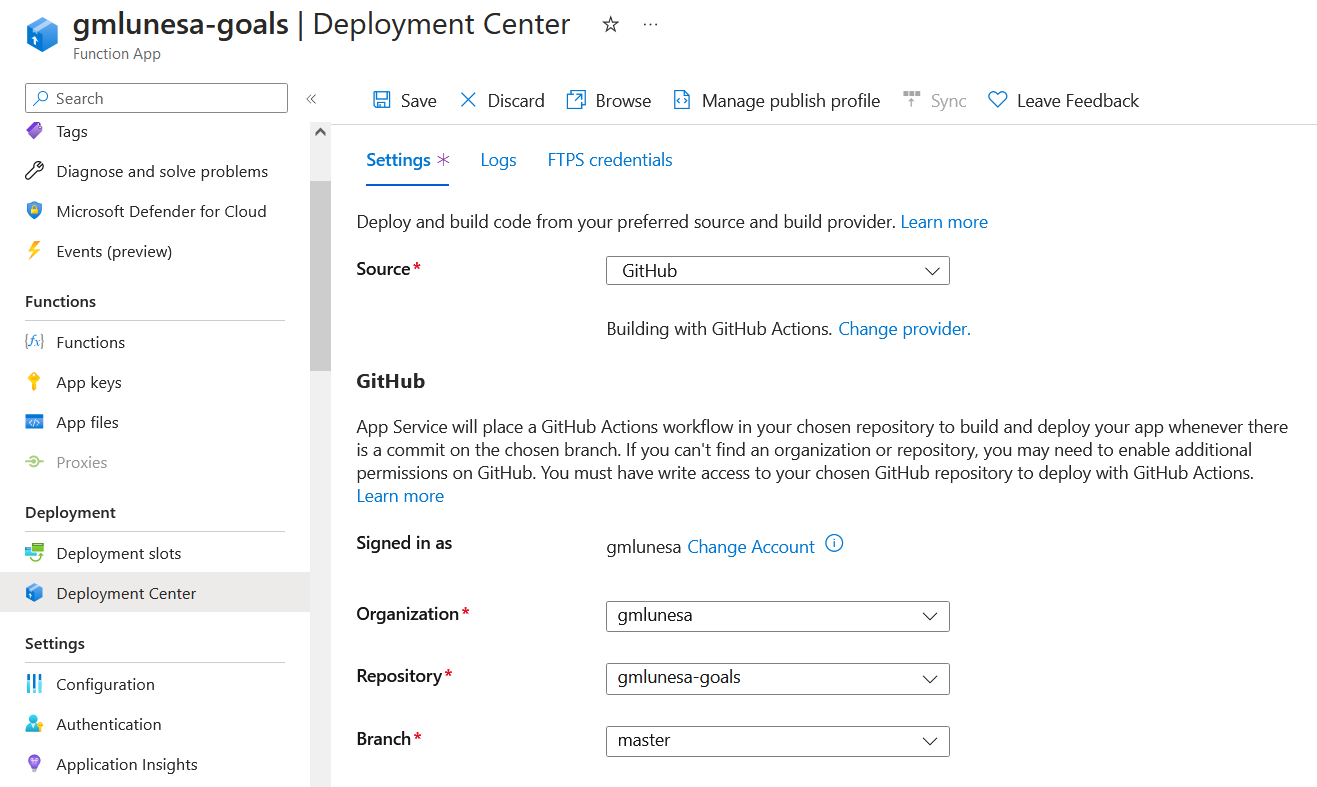 gmlunesa-goals | Deployment Center
Function App
Search
Tags
Diagnose and solve problems
Microsoft Defender for Cloud
Events (preview)
Functions
Functions
App keys
App files
Proxies
Deployment
Deployment slots
Deployment Center
Settings
Configuration
Authentication
Application Insights
Save Discard Browse Manage publish profile Sync Leave Feedback
Settings * Logs FTPS credentials
Deploy and build code from your preferred source and build provider. Learn more
Source* GitHub
Building with GitHub Actions. Change provider.
GitHub
App Service will place a GitHub Actions workflow in your chosen repository to build and deploy your app whenever there
is a commit on the chosen branch. If you can't find an organization or repository, you may need to enable additional
permissions on GitHub. You must have write access to your chosen GitHub repository to deploy with GitHub Actions.
Learn more
Signed in as gmlunesa Change Account
Organization* gmlunesa
Repository* gmlunesa-goals
Branch* master